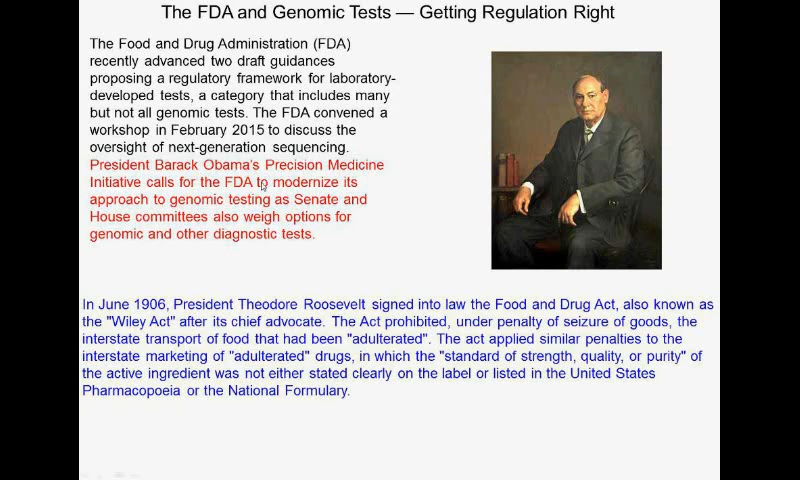 The FDA and Genomic Tests — Getting Regulation Right
The Food and Drug Administration (FDA)
recently advanced two draft guidances
proposing a regulatory framework for laboratory-
developed tests, a category that includes many
but not all genomic tests. The FDA convened a
workshop in February 2015 to discuss the
oversight of next-generation sequencing.
President Barack Obama's Precision Medicine
Initiative calls for the FDA to modernize its
approach to genomic testing as Senate and
House committees also weigh options for
genomic and other diagnostic tests.
In June 1906, President Theodore Roosevelt signed into law the Food and Drug Act, also known as
the "Wiley Act" after its chief advocate. The Act prohibited, under penalty of seizure of goods, the
interstate transport of food that had been "adulterated". The act applied similar penalties to the
interstate marketing of "adulterated" drugs, in which the "standard of strength, quality, or purity" of
the active ingredient was not either stated clearly on the label or listed in the United States
Pharmacopoeia or the National Formulary.